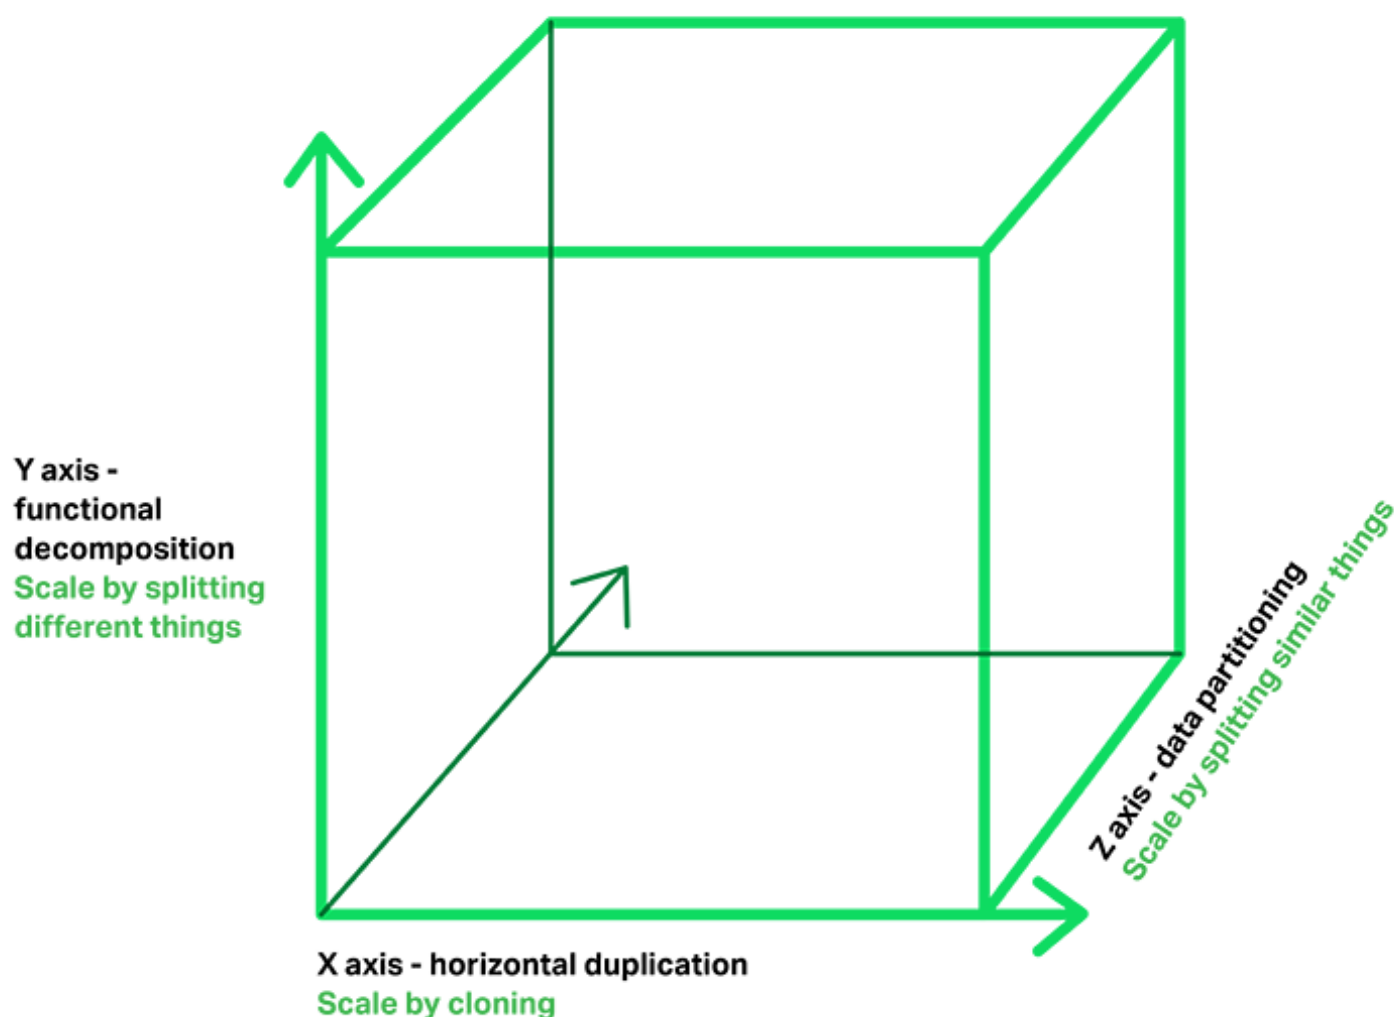 Y axis -
functional
decomposition
Scale by splitting
different things
Z axis - data partitioning
Scale by splitting similar things
X axis - horizontal duplication
Scale by cloning